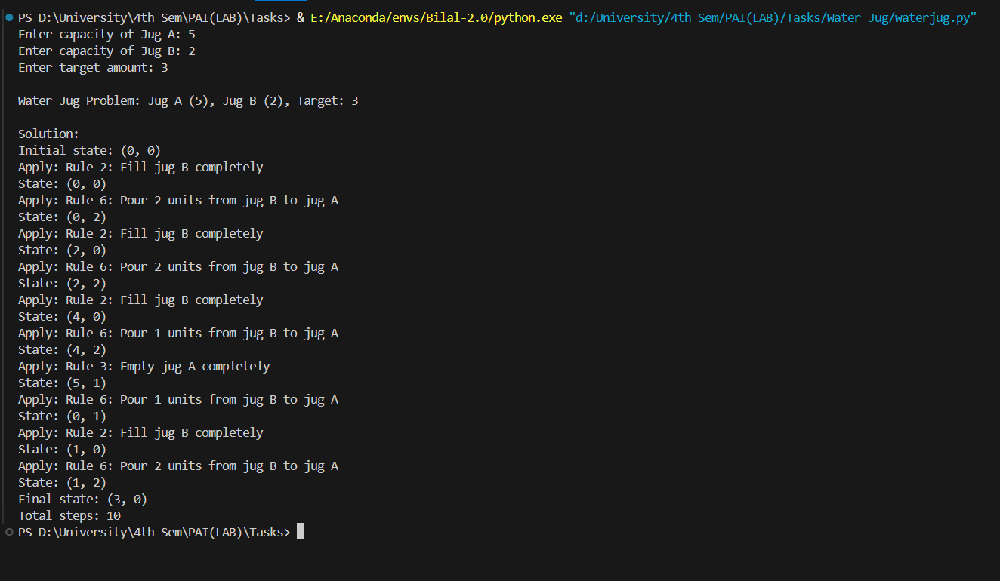 PS D:\University\4th Sem\PAI(LAB)\Tasks> & E:/Anaconda/envs/Bilal-2.0/python.exe "d:/University/4th Sem/PAI(LAB)/Tasks/Water Jug/waterjug.py"
Enter capacity of Jug A: 5
Enter capacity of Jug B: 2
Enter target amount: 3
Water Jug Problem: Jug A (5), Jug B (2), Target: 3
Solution:
Initial state: (0, 0)
Apply: Rule 2: Fill jug B completely
State: (0, 0)
Apply: Rule 6: Pour 2 units from jug B to jug A
State: (0, 2)
Apply: Rule 2: Fill jug B completely
State: (2, 0)
Apply: Rule 6: Pour 2 units from jug B to jug A
State: (2, 2)
Apply: Rule 2: Fill jug B completely
State: (4, 0)
Apply: Rule 6: Pour 1 units from jug B to jug A
State: (4, 2)
Apply: Rule 3: Empty jug A completely
State: (5, 1)
Apply: Rule 6: Pour 1 units from jug B to jug A
State: (0, 1)
Apply: Rule 2: Fill jug B completely
State: (1, 0)
Apply: Rule 6: Pour 2 units from jug B to jug A
State: (1, 2)
Final state: (3, 0)
Total steps: 10
PS D:\University\4th Sem\PAI(LAB)\Tasks>